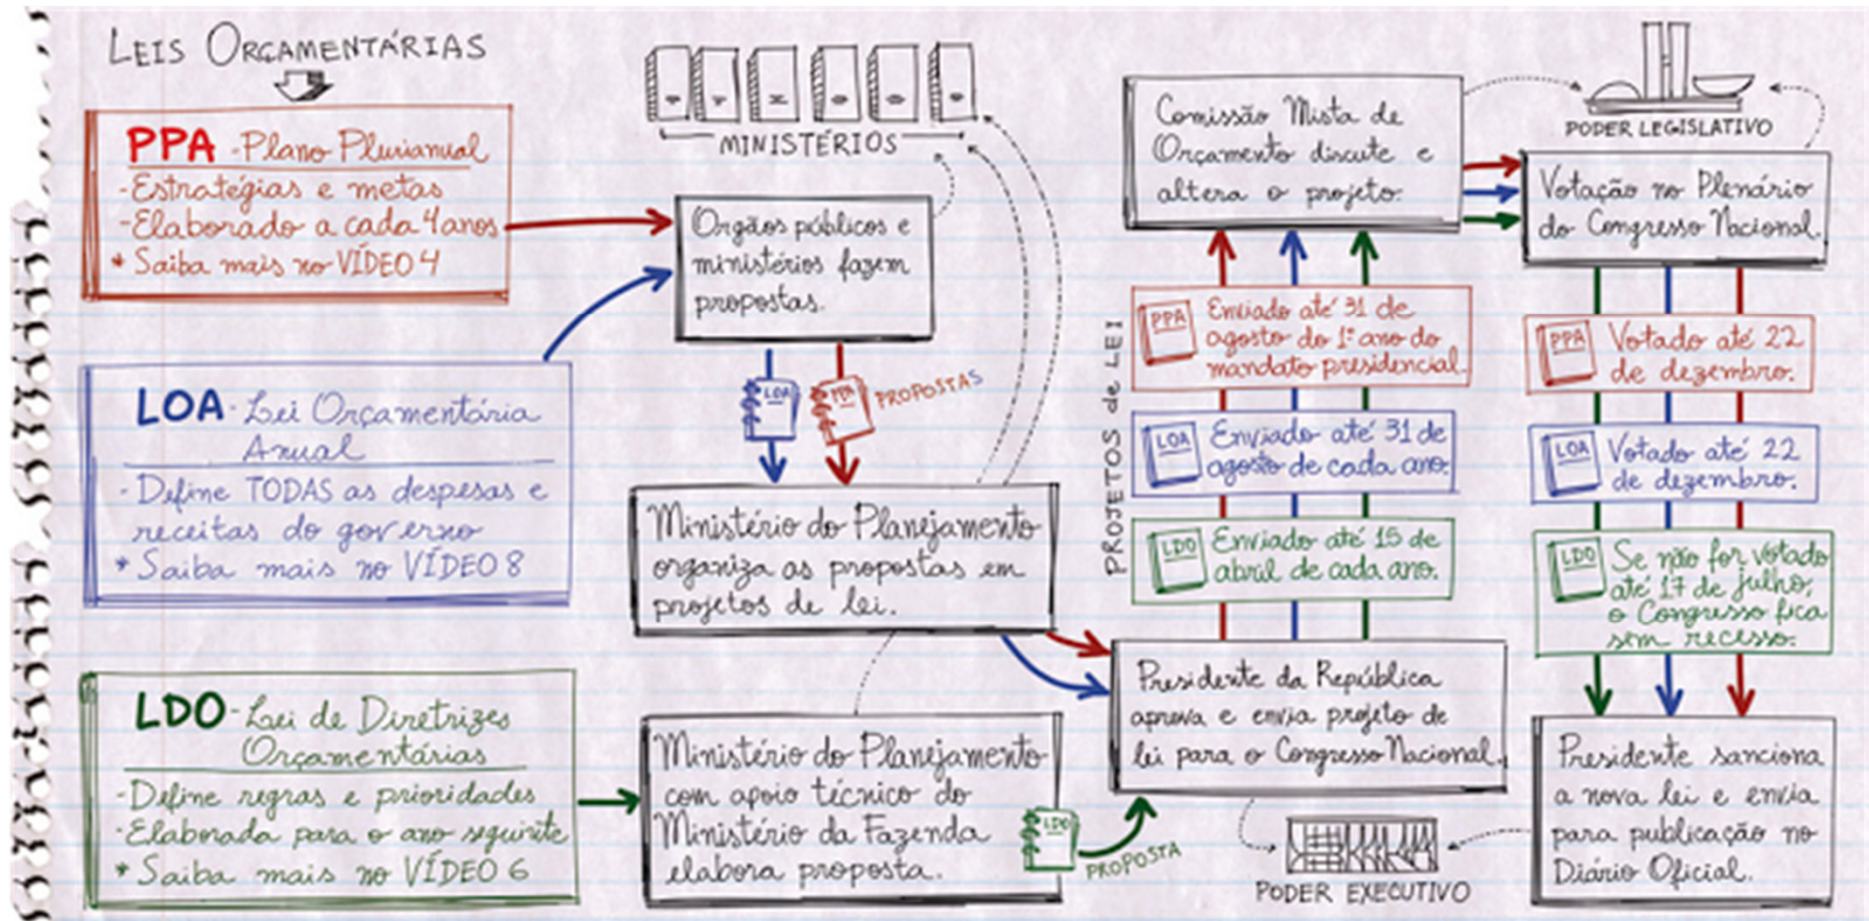 LEIS ORÇAMENTÁRIAS
PPA - Plano Plurianual
- Estratégias e metas
- Elaborado a cada 4 anos
* Saiba mais no VÍDEO 4
LOA - Lei Orçamentária
Anual
- Define TODAS as despesas e
receitas do governo
* Saiba mais no VÍDEO 8
LDO - Lei de Diretrizes
Orçamentárias
- Define regras e prioridades
- Elaborada para o ano seguinte
* Saiba mais no VÍDEO 6
MINISTÉRIOS
Orgãos públicos e
ministérios fazem
propostas.
LOA
PPA
PROPOSTAS
Ministério do Planejamento
organiza as propostas em
projetos de lei.
Ministério do Planejamento
com apoio técnico do
Ministério da Fazenda
elabora proposta.
LDO
PROPOSTA
Presidente da República
aprova e envia projeto de
lei para o Congresso Nacional.
PODER EXECUTIVO
PROJETOS de LEI
PPA
Enviado até 31 de
agosto do 1º ano do
mandato presidencial.
LOA
Enviado até 31 de
agosto de cada ano.
LDO
Enviado até 15 de
abril de cada ano.
Comissão Mista de
Orçamento discute e
altera o projeto.
PODER LEGISLATIVO
Votação no Plenário
do Congresso Nacional.
PPA
Votado até 22
de dezembro.
LOA
Votado até 22
de dezembro.
LDO
Se não for votado
até 17 de julho,
o Congresso fica
sem recesso.
Presidente sanciona
a nova lei e envia
para publicação no
Diário Oficial.